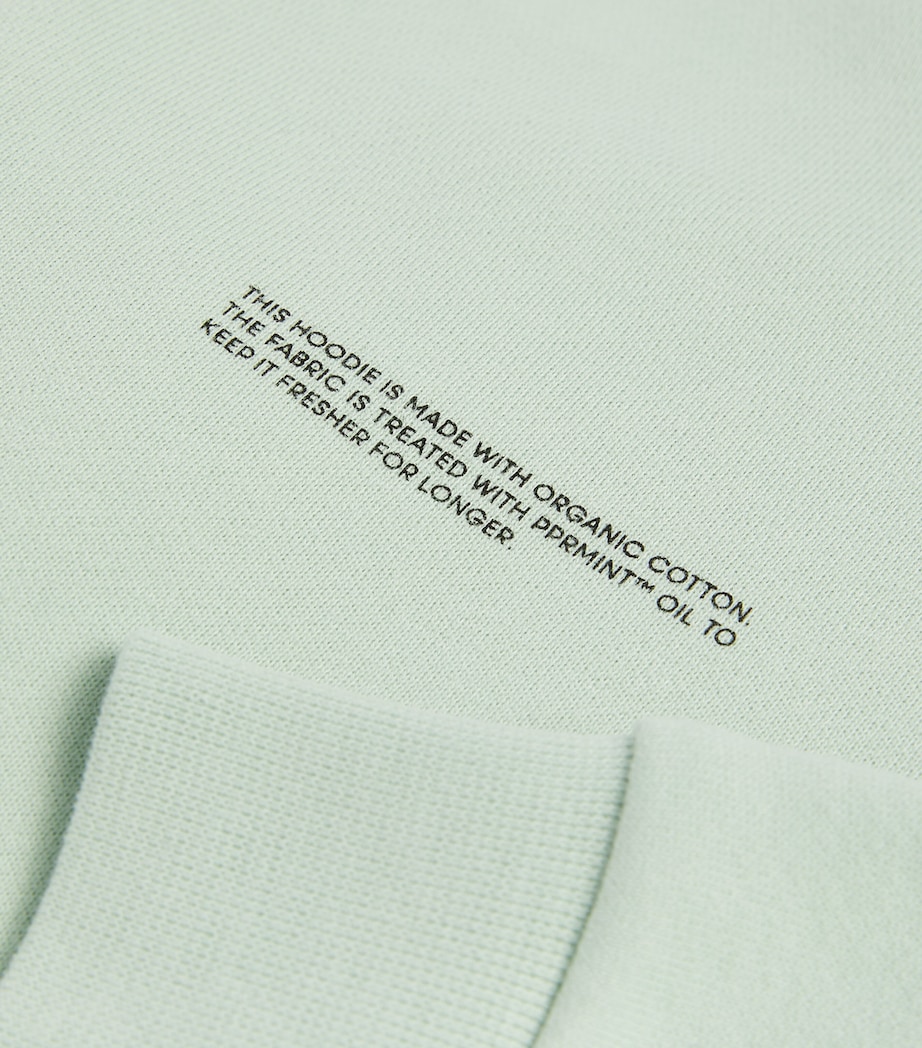 THIS HOODIE IS MADE WITH ORGANIC COTTON.
THE FABRIC IS TREATED WITH PPRMINT™ OIL TO
KEEP IT FRESHER FOR LONGER.